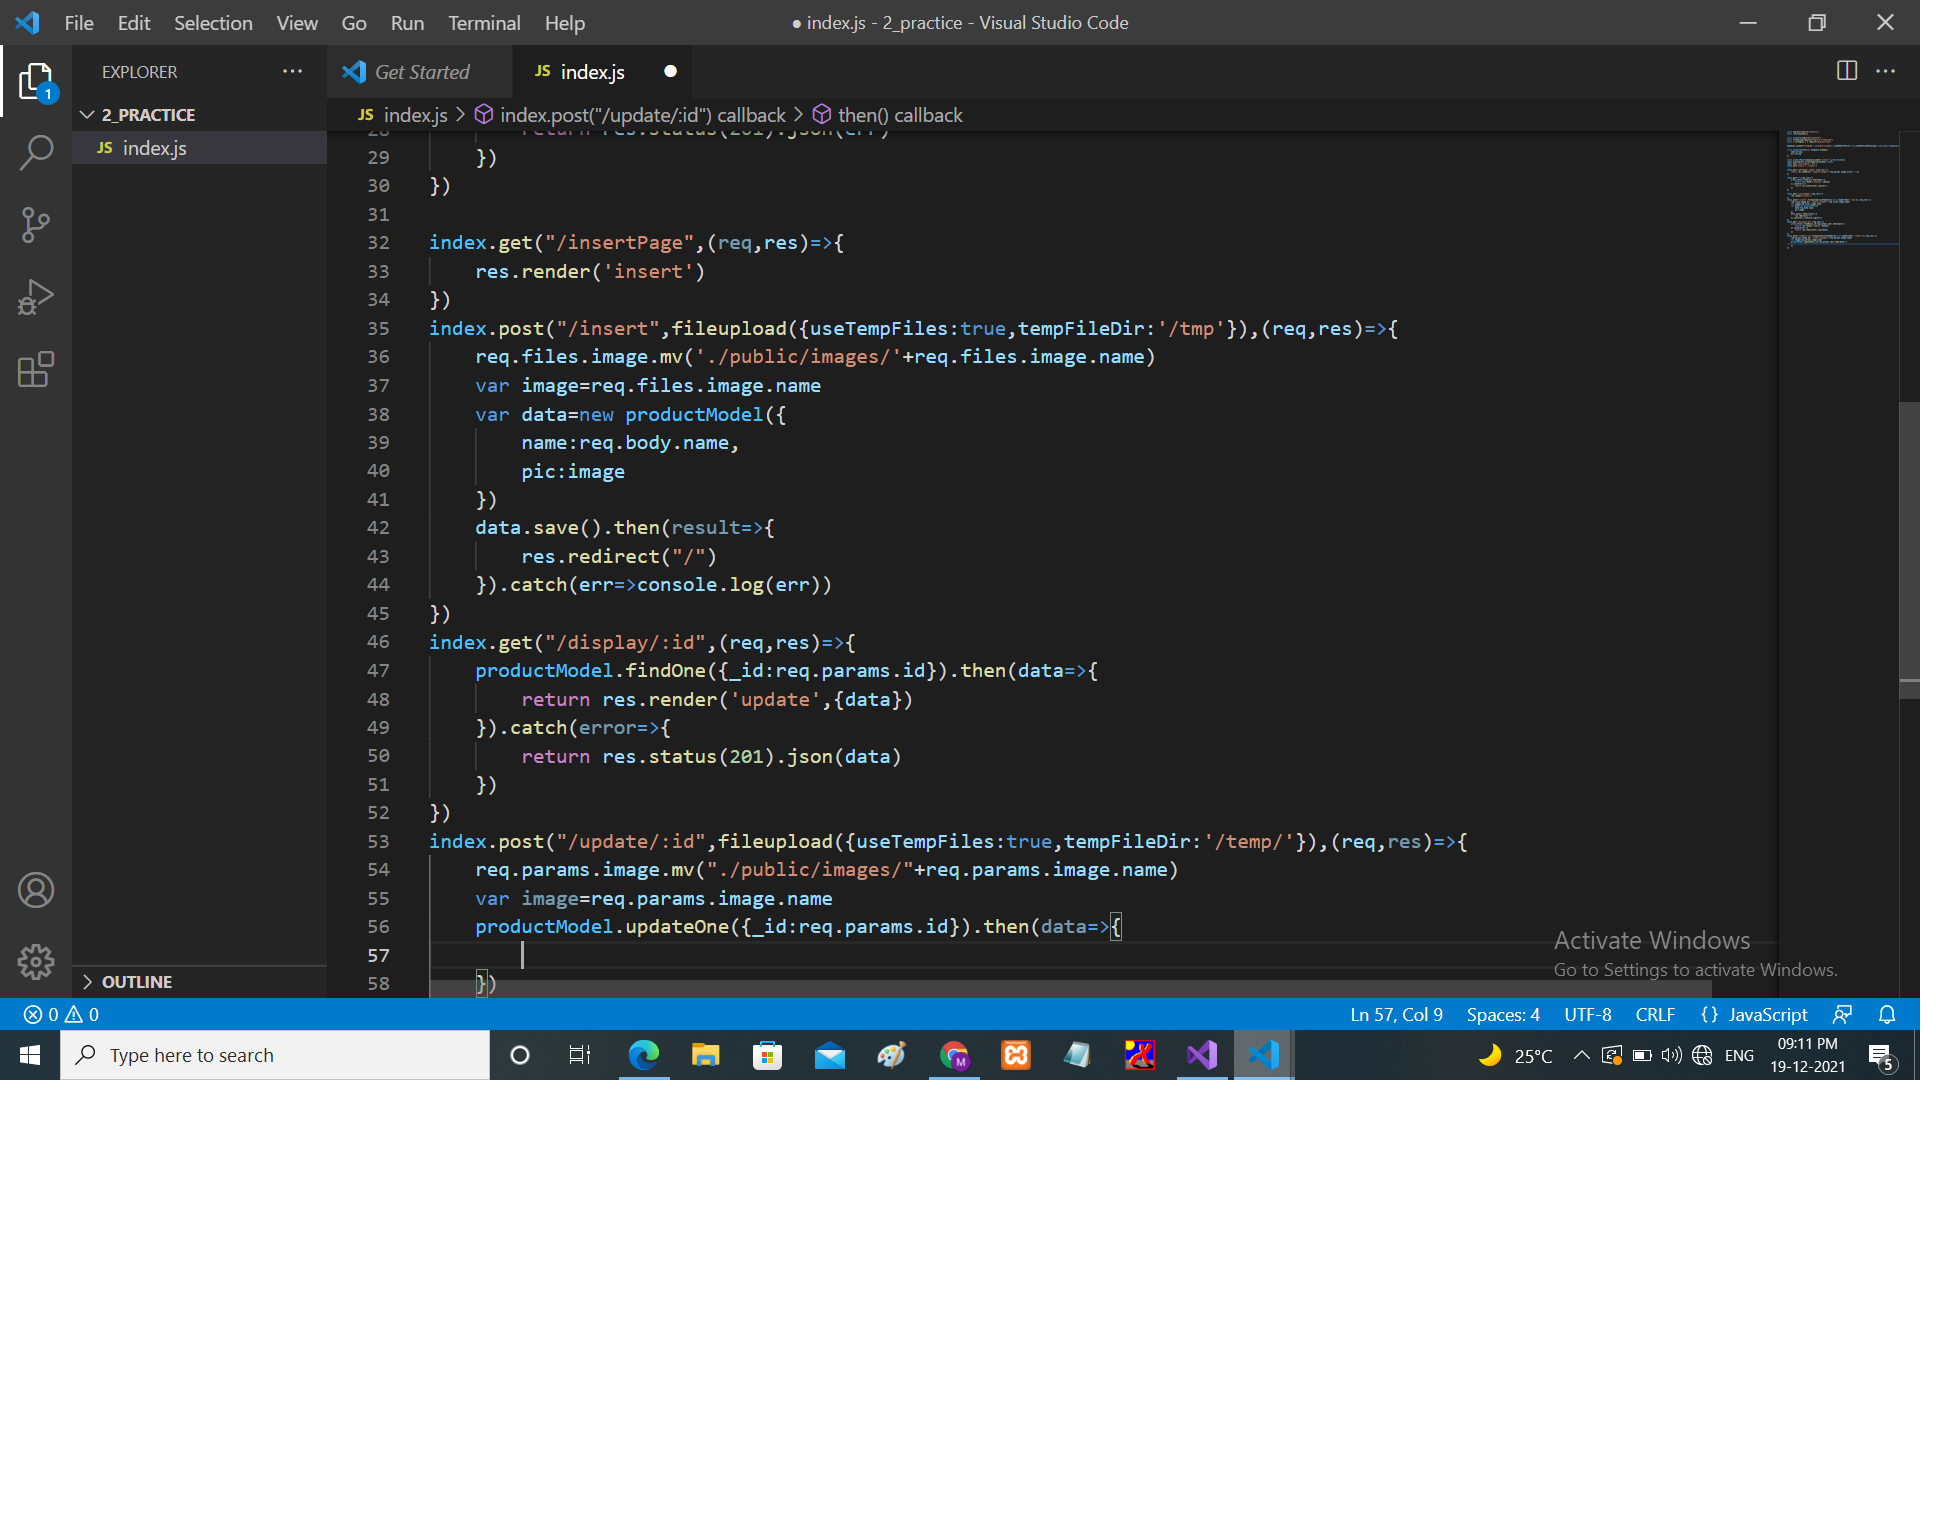 File Edit Selection View Go Run Terminal Help
● index.js - 2_practice - Visual Studio Code
EXPLORER ...
Get Started
JS index.js
1
2_PRACTICE
JS index.js
JS index.js > index.post("/update/:id") callback > then() callback
28 return res.status(201).json(err)
29 })
30 })
31
32 index.get("/insertPage",(req,res)=>{
33 res.render('insert')
34 })
35 index.post("/insert",fileupload({useTempFiles:true,tempFileDir:'/tmp'}),(req,res)=>{
36 req.files.image.mv('./public/images/'+req.files.image.name)
37 var image=req.files.image.name
38 var data=new productModel({
39 name:req.body.name,
40 pic:image
41 })
42 data.save().then(result=>{
43 res.redirect("/")
44 }).catch(err=>console.log(err))
45 })
46 index.get("/display/:id",(req,res)=>{
47 productModel.findOne({_id:req.params.id}).then(data=>{
48 return res.render('update',{data})
49 }).catch(error=>{
50 return res.status(201).json(data)
51 })
52 })
53 index.post("/update/:id",fileupload({useTempFiles:true,tempFileDir:'/temp/'}),(req,res)=>{
54 req.params.image.mv("./public/images/"+req.params.image.name)
55 var image=req.params.image.name
56 productModel.updateOne({_id:req.params.id}).then(data=>{
57
58 })
Activate Windows
Go to Settings to activate Windows.
OUTLINE
0 0
Ln 57, Col 9 Spaces: 4 UTF-8 CRLF {} JavaScript
Type here to search
M
25°C
ENG
09:11 PM
19-12-2021
5